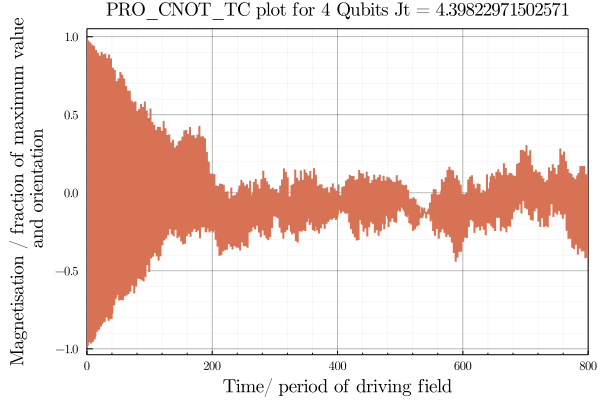 PRO_CNOT_TC plot for 4 Qubits Jt = 4.39822971502571
Magnetisation / fraction of maximum value
and orientation
1.0
0.5
0.0
−0.5
−1.0
0 200 400 600 800
Time/ period of driving field